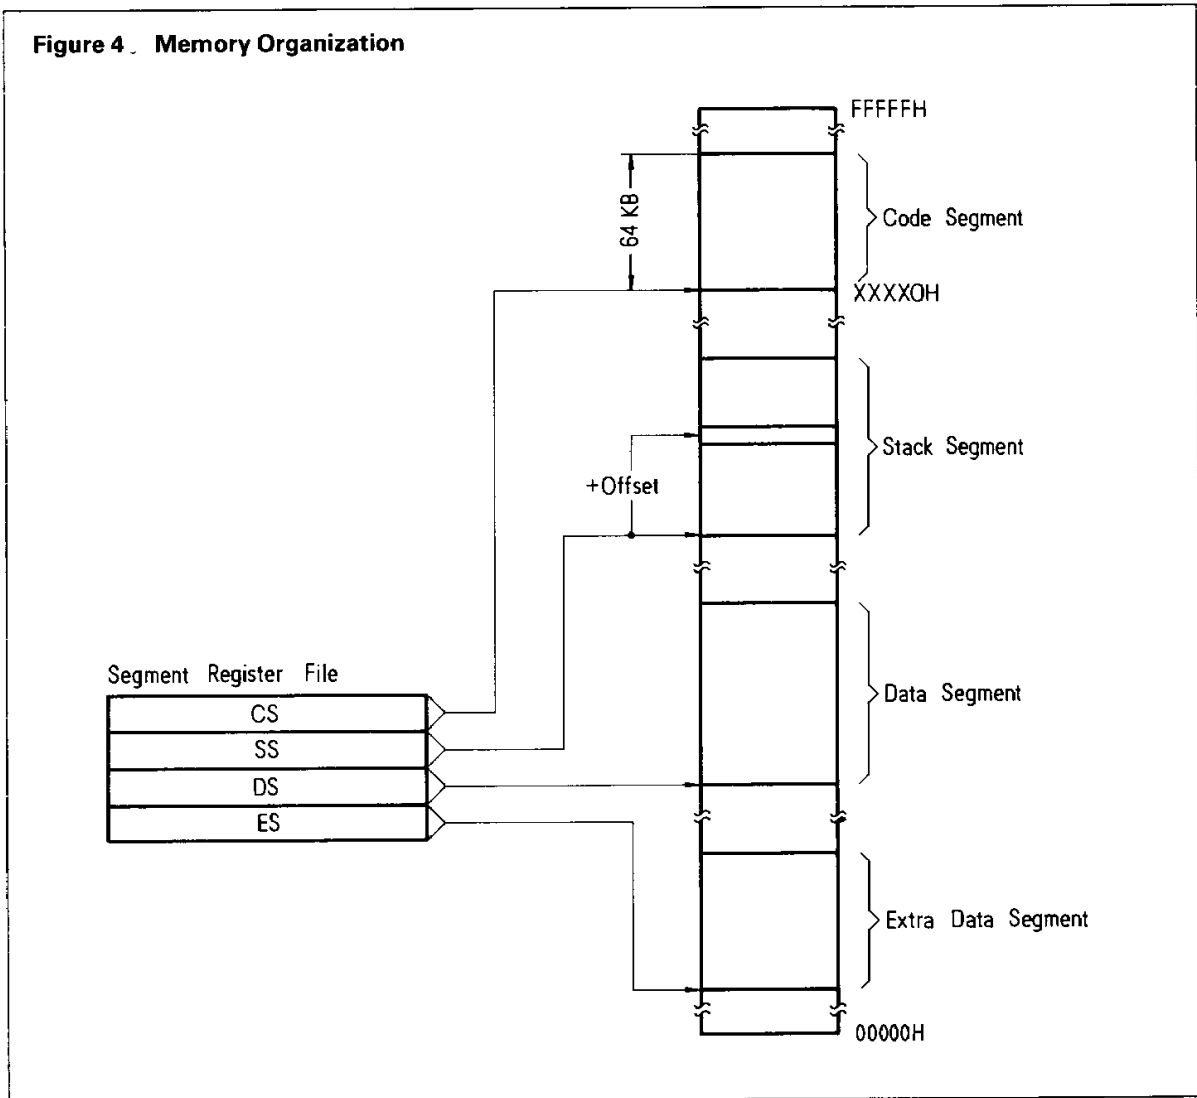 Figure 4 . Memory Organization
FFFFFH
64 KB
Code Segment
XXXX0H
Stack Segment
+Offset
Data Segment
Segment Register File
CS
SS
DS
ES
Extra Data Segment
00000H